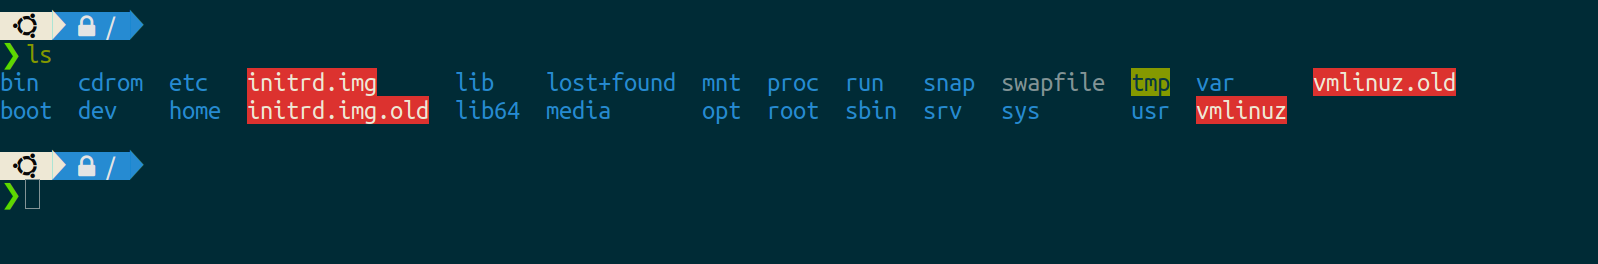 /
❯ ls
bin  cdrom  etc  initrd.img  lib  lost+found  mnt  proc  run  snap  swapfile  tmp  var  vmlinuz.old
boot  dev  home  initrd.img.old  lib64  media  opt  root  sbin  srv  sys  usr  vmlinuz
/
❯